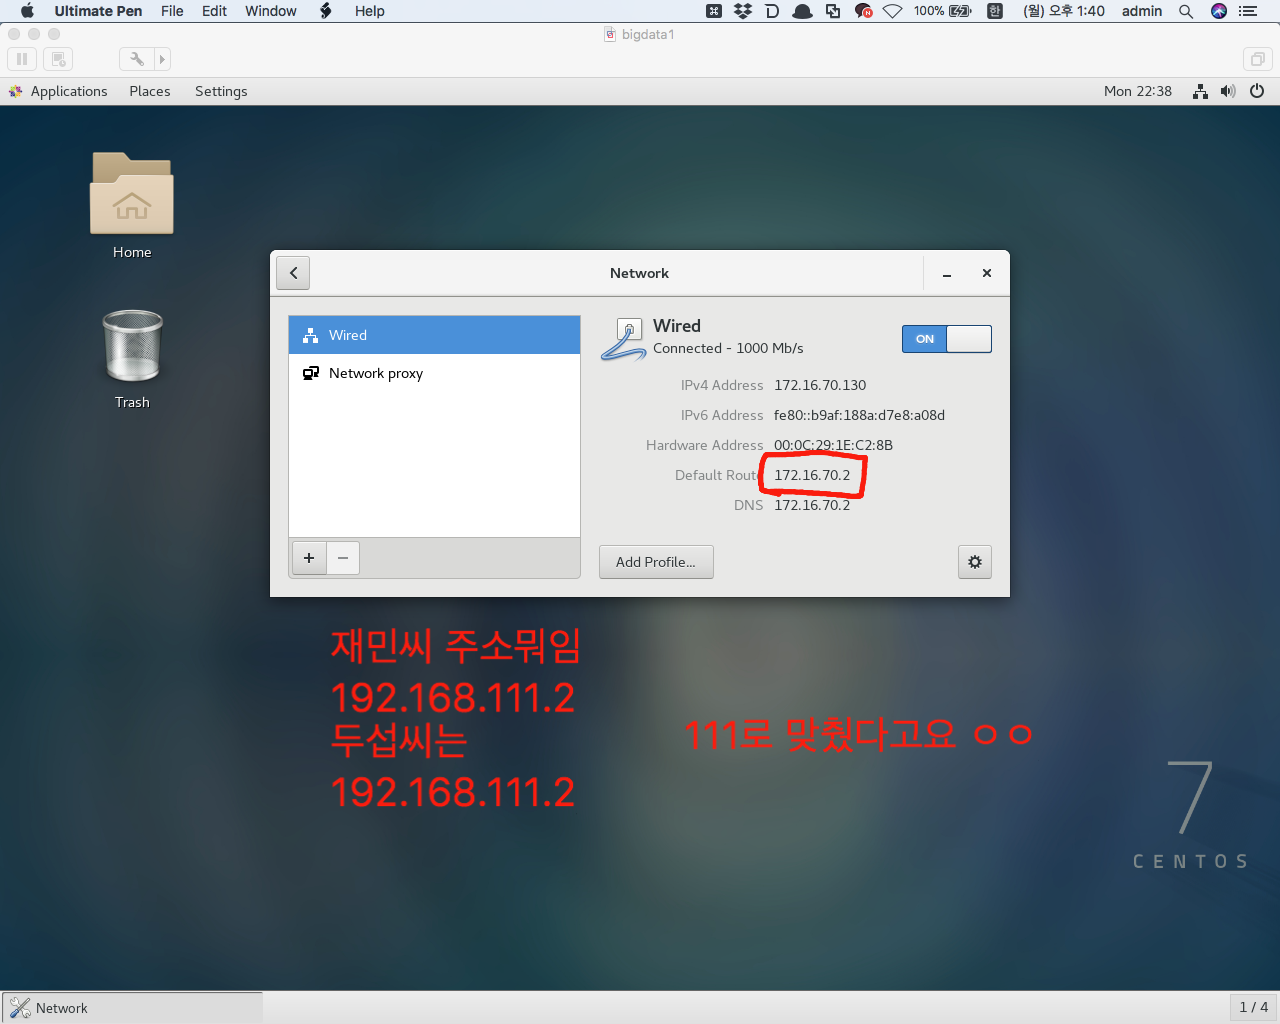 Ultimate Pen File Edit Window Help 100% 한 (월) 오후 1:40 admin
bigdata1
Applications Places Settings Mon 22:38
Home
Trash
Network
Wired
Network proxy
Wired
Connected - 1000 Mb/s
ON
IPv4 Address 172.16.70.130
IPv6 Address fe80::b9af:188a:d7e8:a08d
Hardware Address 00:0C:29:1E:C2:8B
Default Rout 172.16.70.2
DNS 172.16.70.2
Add Profile...
재민씨 주소뭐임
192.168.111.2
두섭씨는
192.168.111.2
111로 맞췄다고요 ㅇㅇ
7
CENTOS
Network
1 / 4